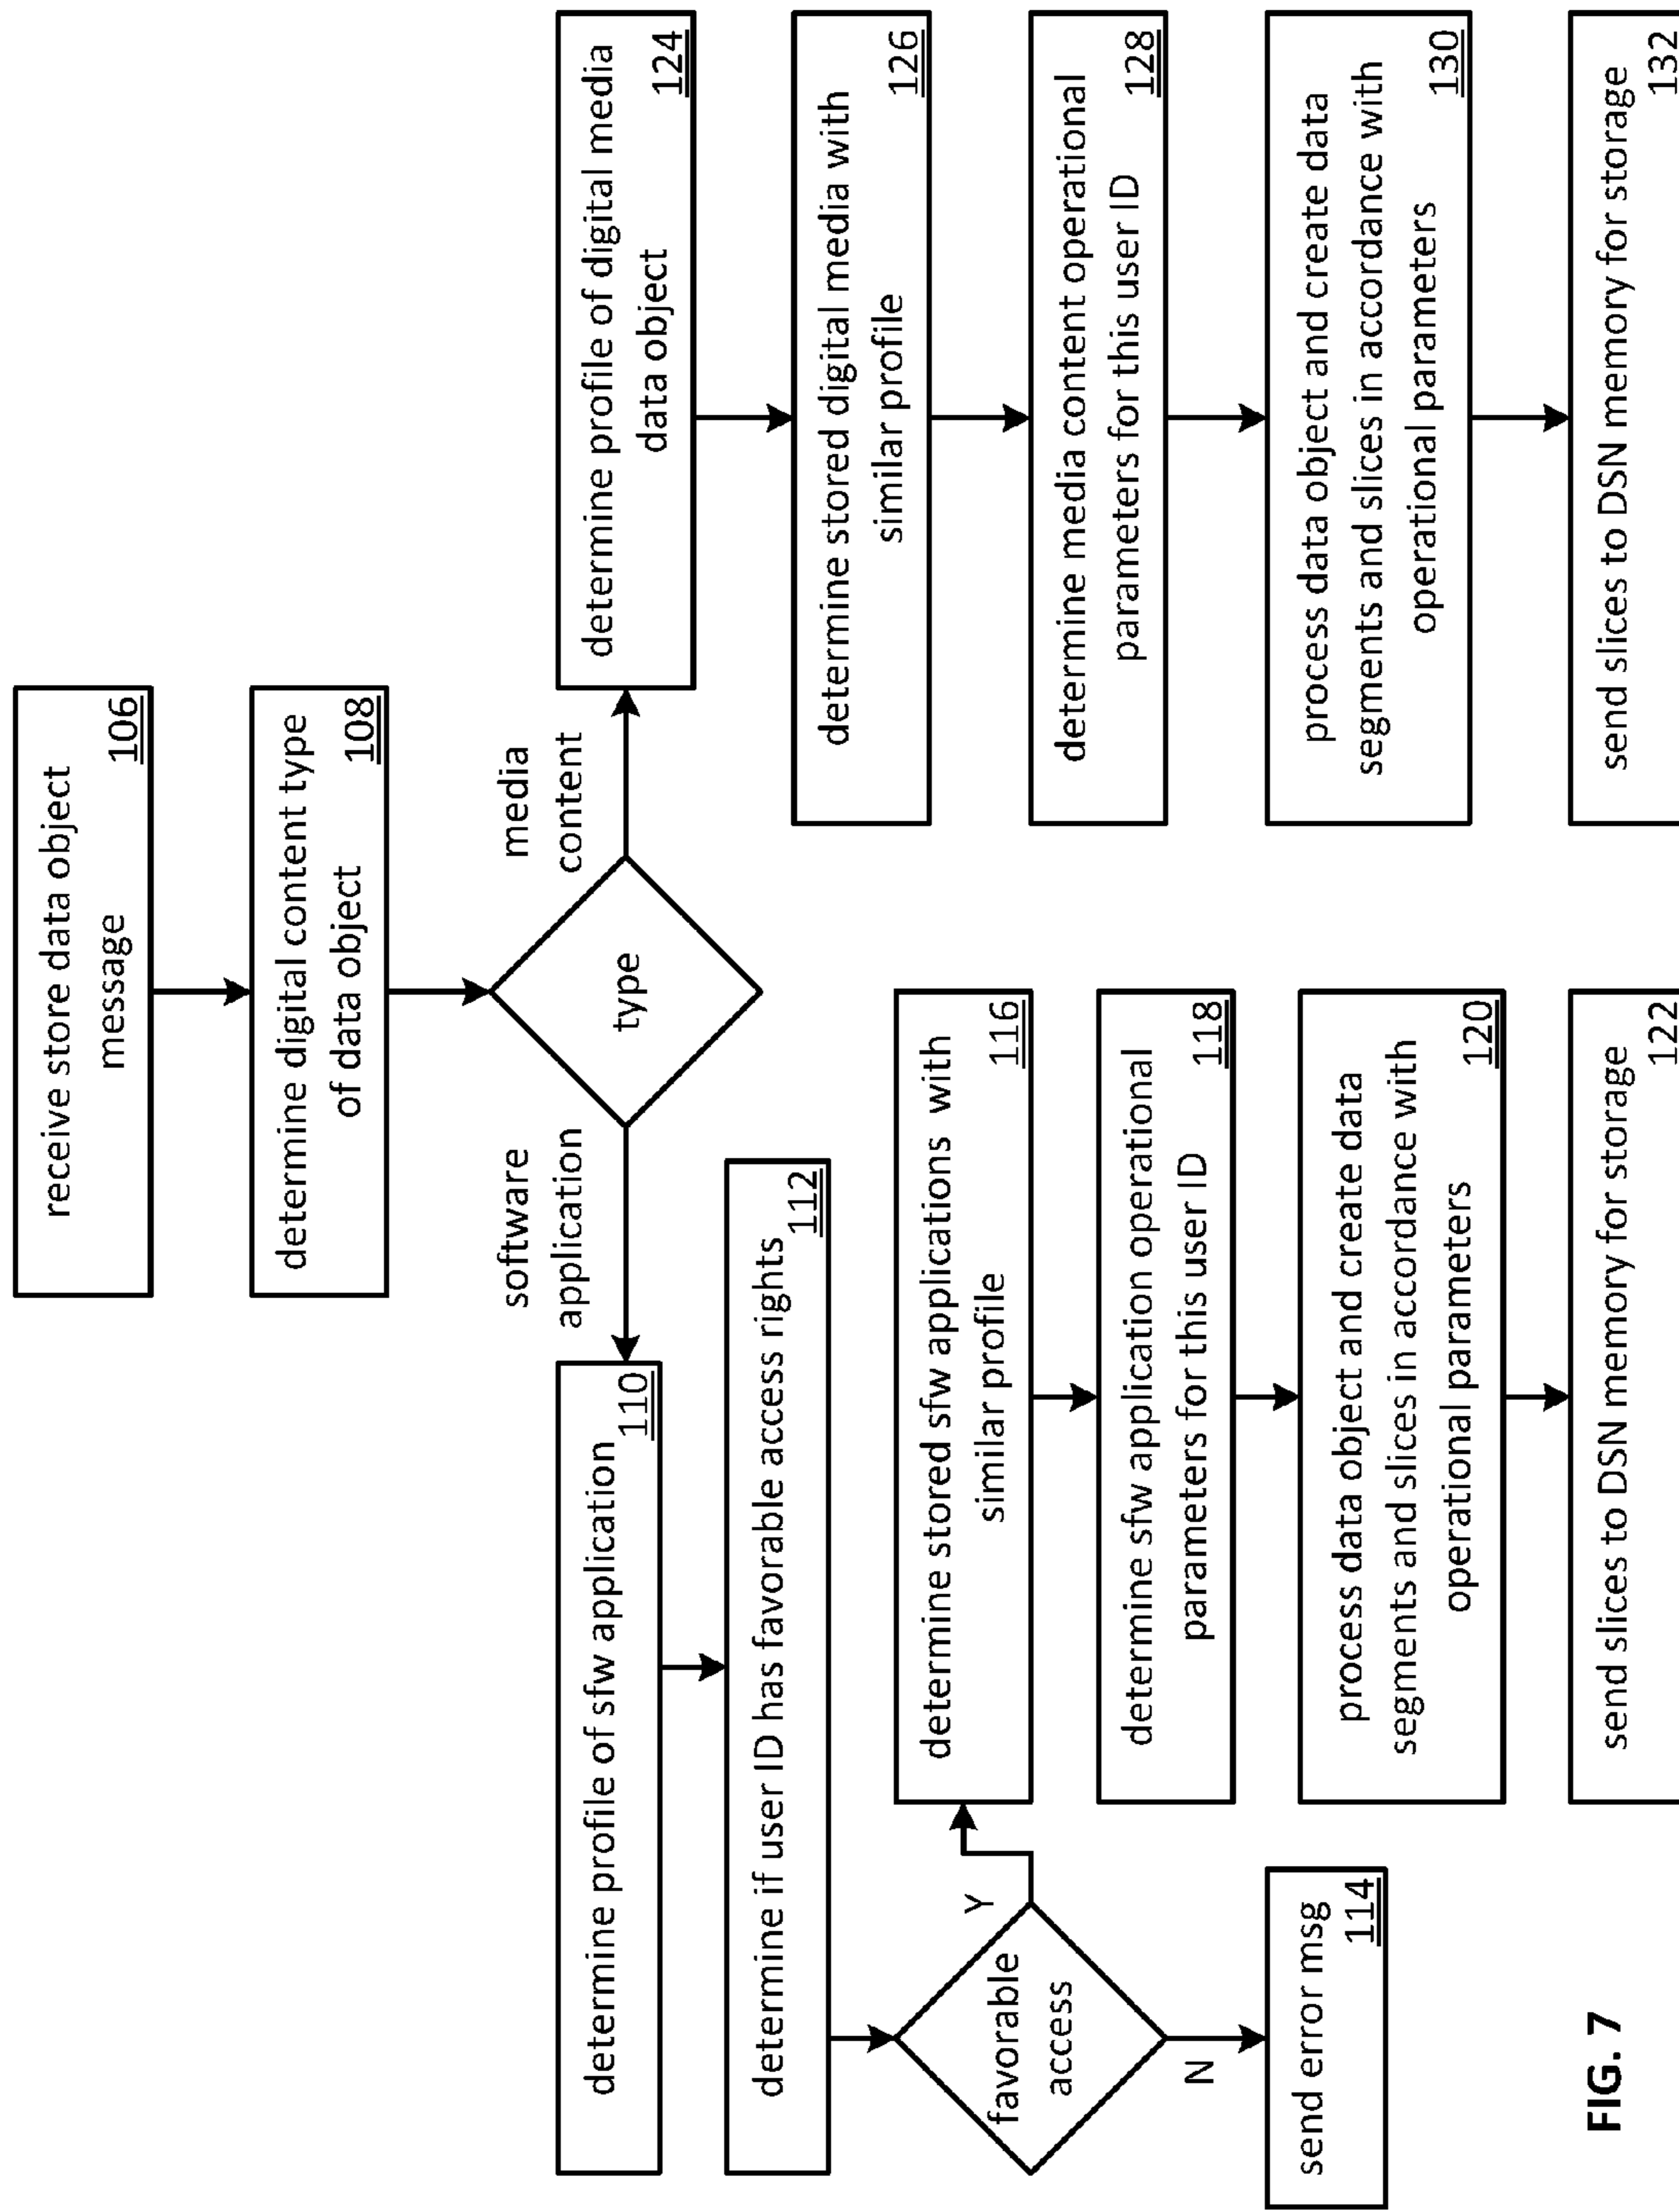 receive store data object
message
106
determine digital content type
of data object
108
type
software
application
media
content
determine profile of sfw application
110
determine if user ID has favorable access rights
112
favorable
access
Y
N
send error msg
114
determine stored sfw applications with
similar profile
116
determine sfw application operational
parameters for this user ID
118
process data object and create data
segments and slices in accordance with
operational parameters
120
send slices to DSN memory for storage
122
determine profile of digital media
data object
124
determine stored digital media with
similar profile
126
determine media content operational
parameters for this user ID
128
process data object and create data
segments and slices in accordance with
operational parameters
130
send slices to DSN memory for storage
132
FIG. 7